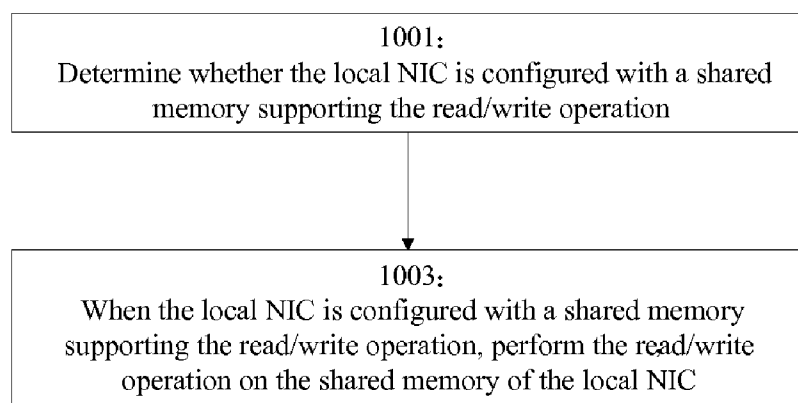 1001：
Determine whether the local NIC is configured with a shared
memory supporting the read/write operation
1003：
When the local NIC is configured with a shared memory
supporting the read/write operation, perform the read/write
operation on the shared memory of the local NIC